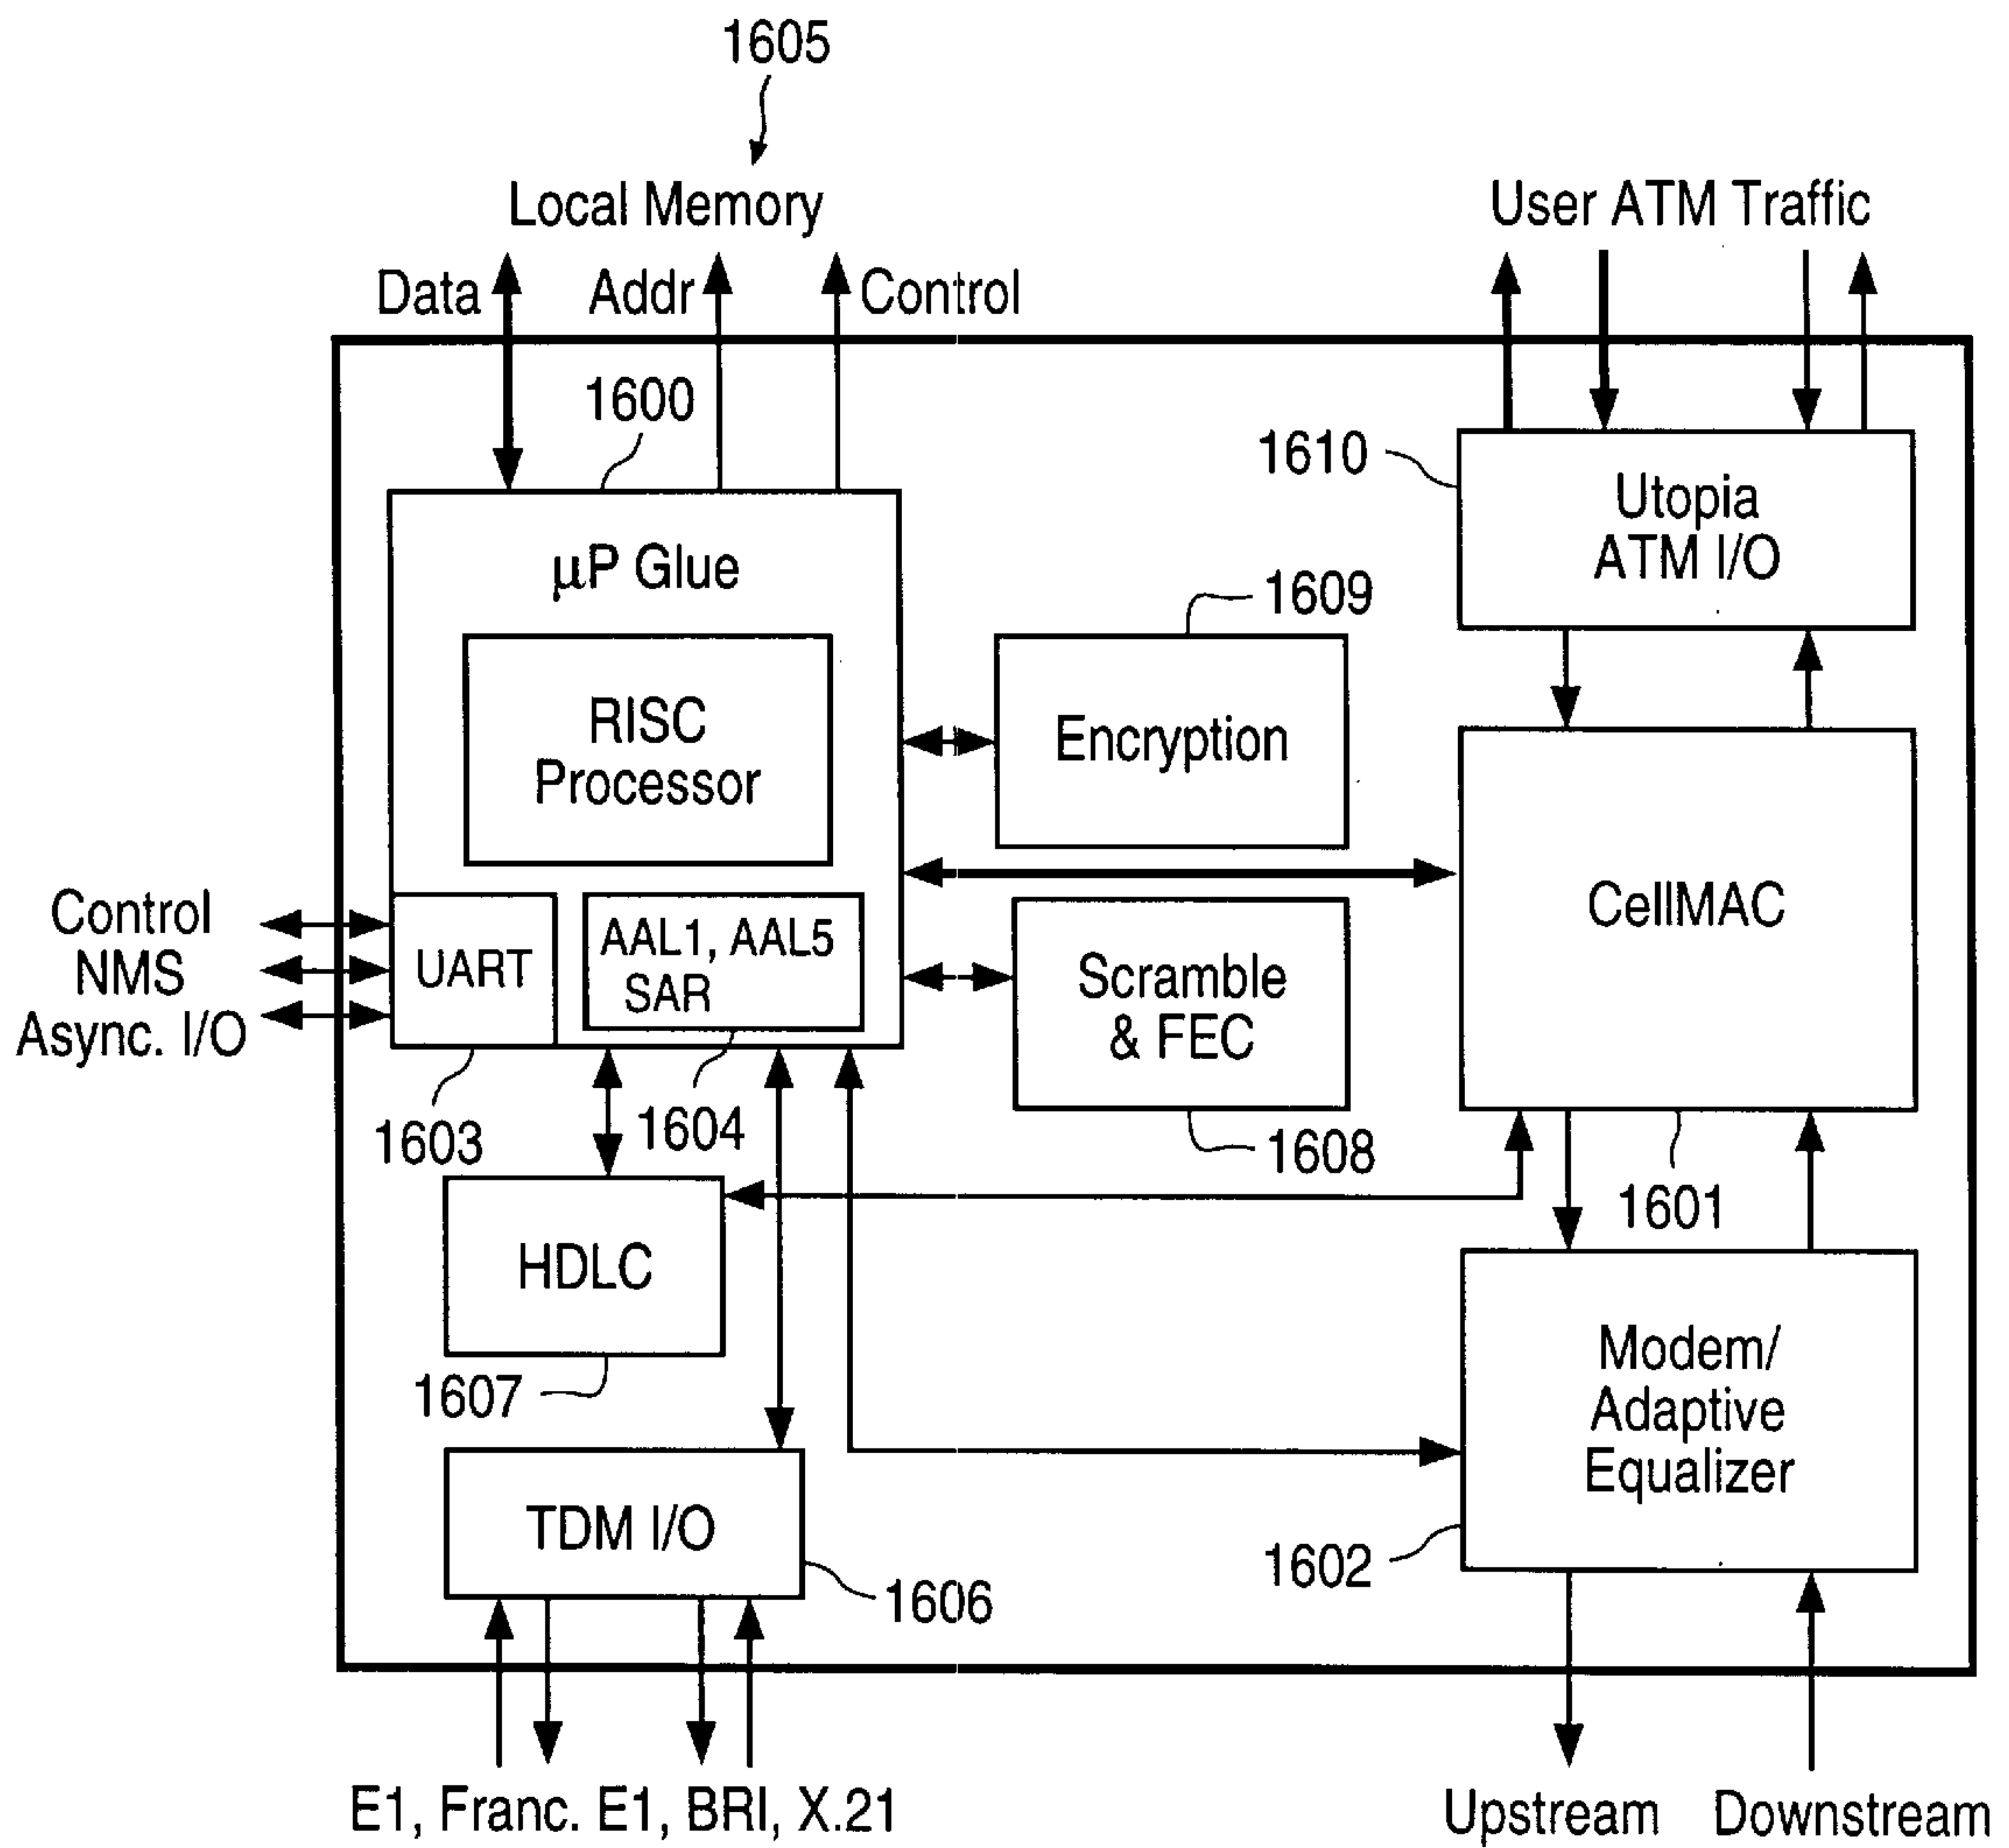 1605
Local Memory
User ATM Traffic
Data
Addr
Control
1600
1610
Utopia
ATM I/O
µP Glue
1609
RISC
Processor
Encryption
Control
NMS
Async. I/O
UART
AAL1, AAL5
SAR
CellMAC
Scramble
& FEC
1603
1604
1608
1601
HDLC
1607
Modem/
Adaptive
Equalizer
TDM I/O
1602
1606
E1, Franc. E1, BRI, X.21
Upstream
Downstream